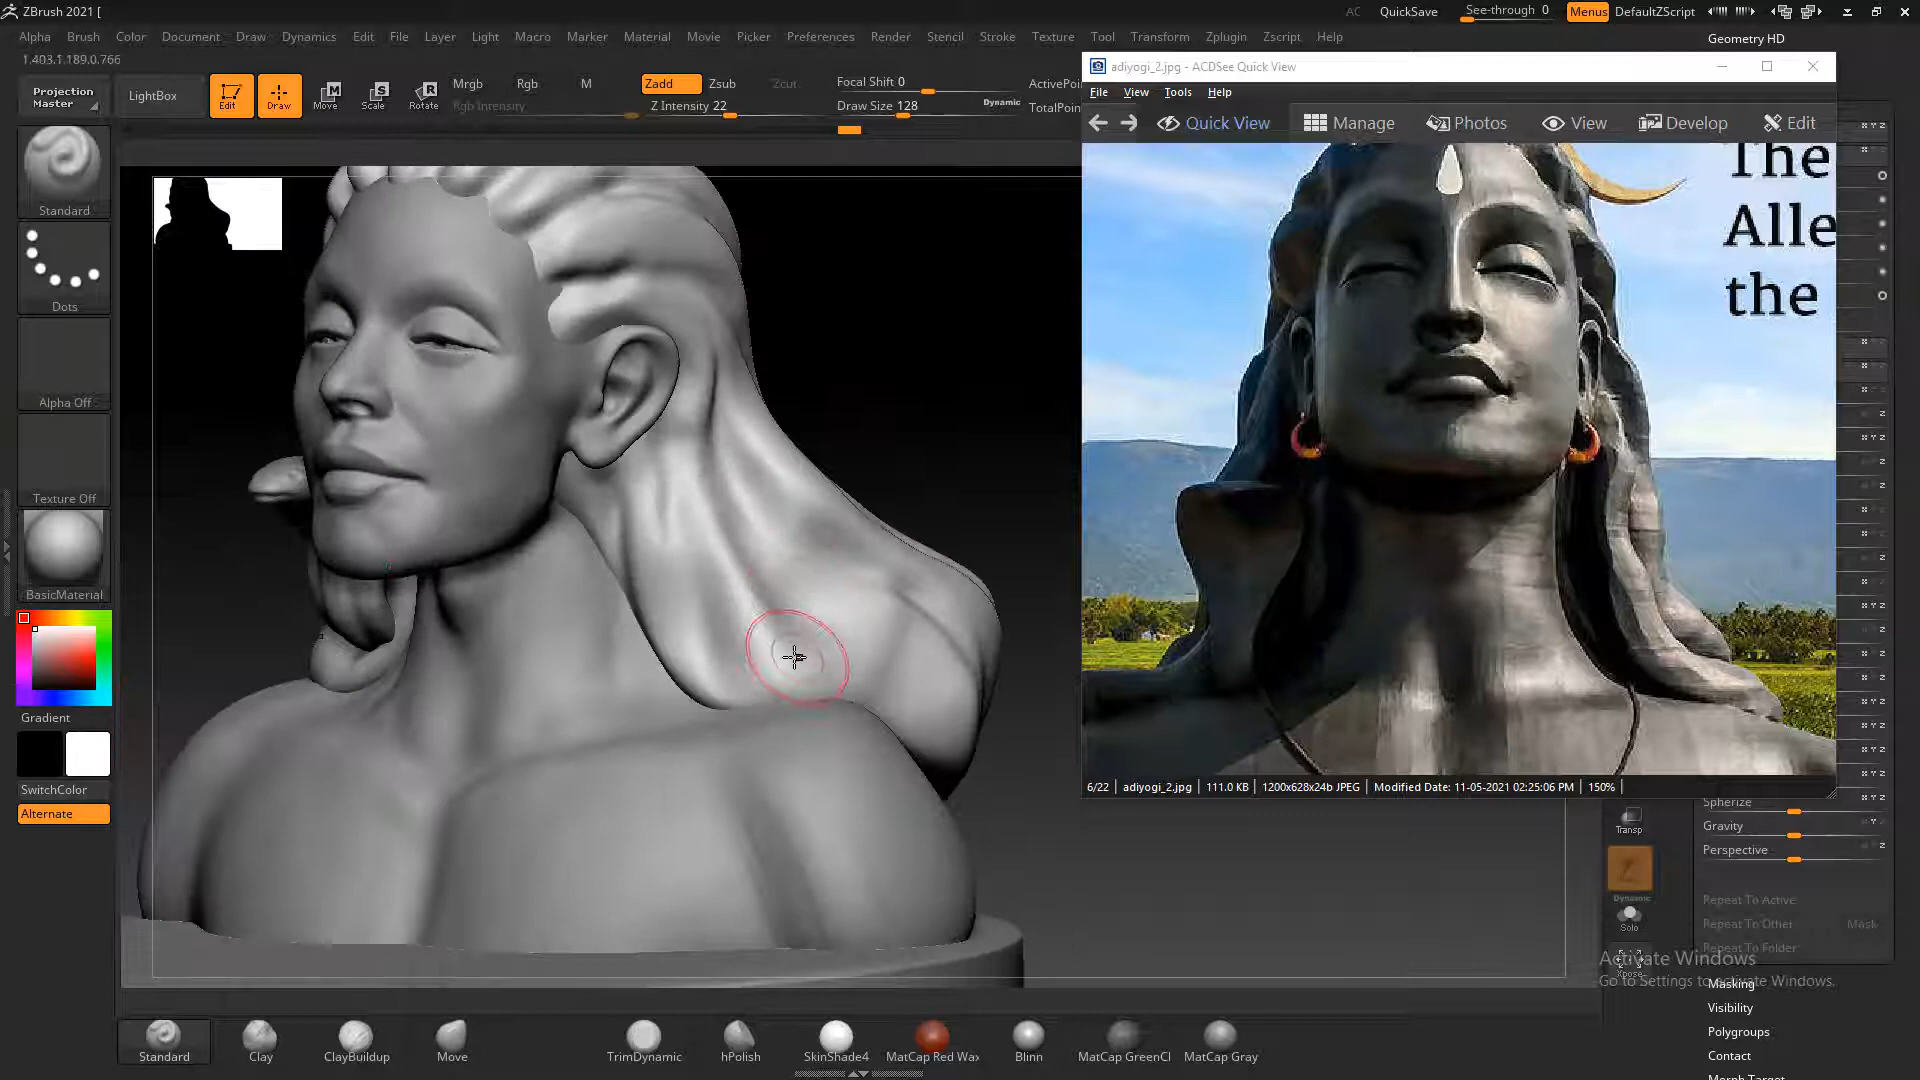 ZBrush 2021 [
AC
QuickSave
See-through 0
Menus
DefaultZScript
Alpha
Brush
Color
Document
Draw
Dynamics
Edit
File
Layer
Light
Macro
Marker
Material
Movie
Picker
Preferences
Render
Stencil
Stroke
Texture
Tool
Transform
Zplugin
Zscript
Help
Geometry HD
1.403.1.189.0.766
Projection
Master
LightBox
Edit
Draw
Move
Scale
Rotate
Mrgb
Rgb
M
Rgb Intensity
Zadd
Zsub
Zcut
Z Intensity 22
Focal Shift 0
Draw Size 128
Dynamic
ActivePoi
TotalPoin
adiyogi_2.jpg - ACDSee Quick View
File
View
Tools
Help
Quick View
Manage
Photos
View
Develop
Edit
The
Alle
the
6/22
adiyogi_2.jpg
111.0 KB
1200x628x24b JPEG
Modified Date: 11-05-2021 02:25:06 PM
150%
Standard
Dots
Alpha Off
Texture Off
BasicMaterial
Gradient
SwitchColor
Alternate
Transp
Dynamic
Solo
Xpose
Spherize
Gravity
Perspective
Repeat To Active
Repeat To Other
Mask
Repeat To Folder
Activate Windows
Go to Settings to activate Windows.
Masking
Visibility
Polygroups
Contact
Morph Target
Standard
Clay
ClayBuildup
Move
TrimDynamic
hPolish
SkinShade4
MatCap Red Wax
Blinn
MatCap GreenCl
MatCap Gray